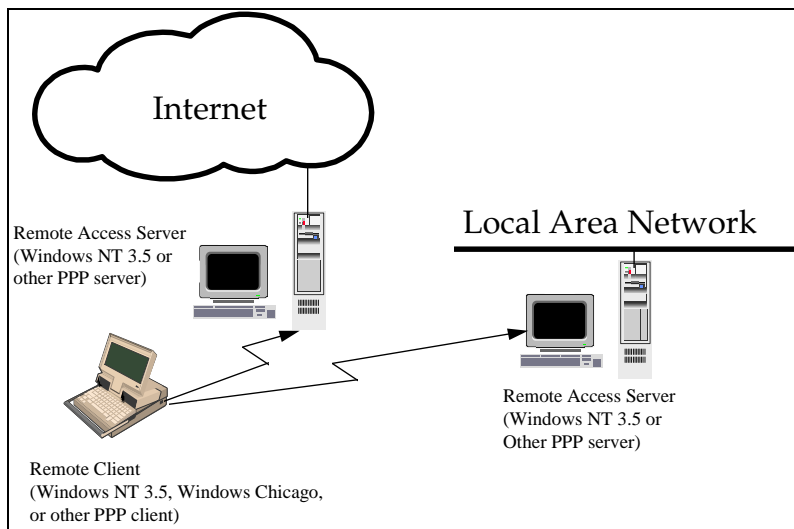 Internet
Remote Access Server
(Windows NT 3.5 or
other PPP server)
Local Area Network
Remote Access Server
(Windows NT 3.5 or
Other PPP server)
Remote Client
(Windows NT 3.5, Windows Chicago,
or other PPP client)